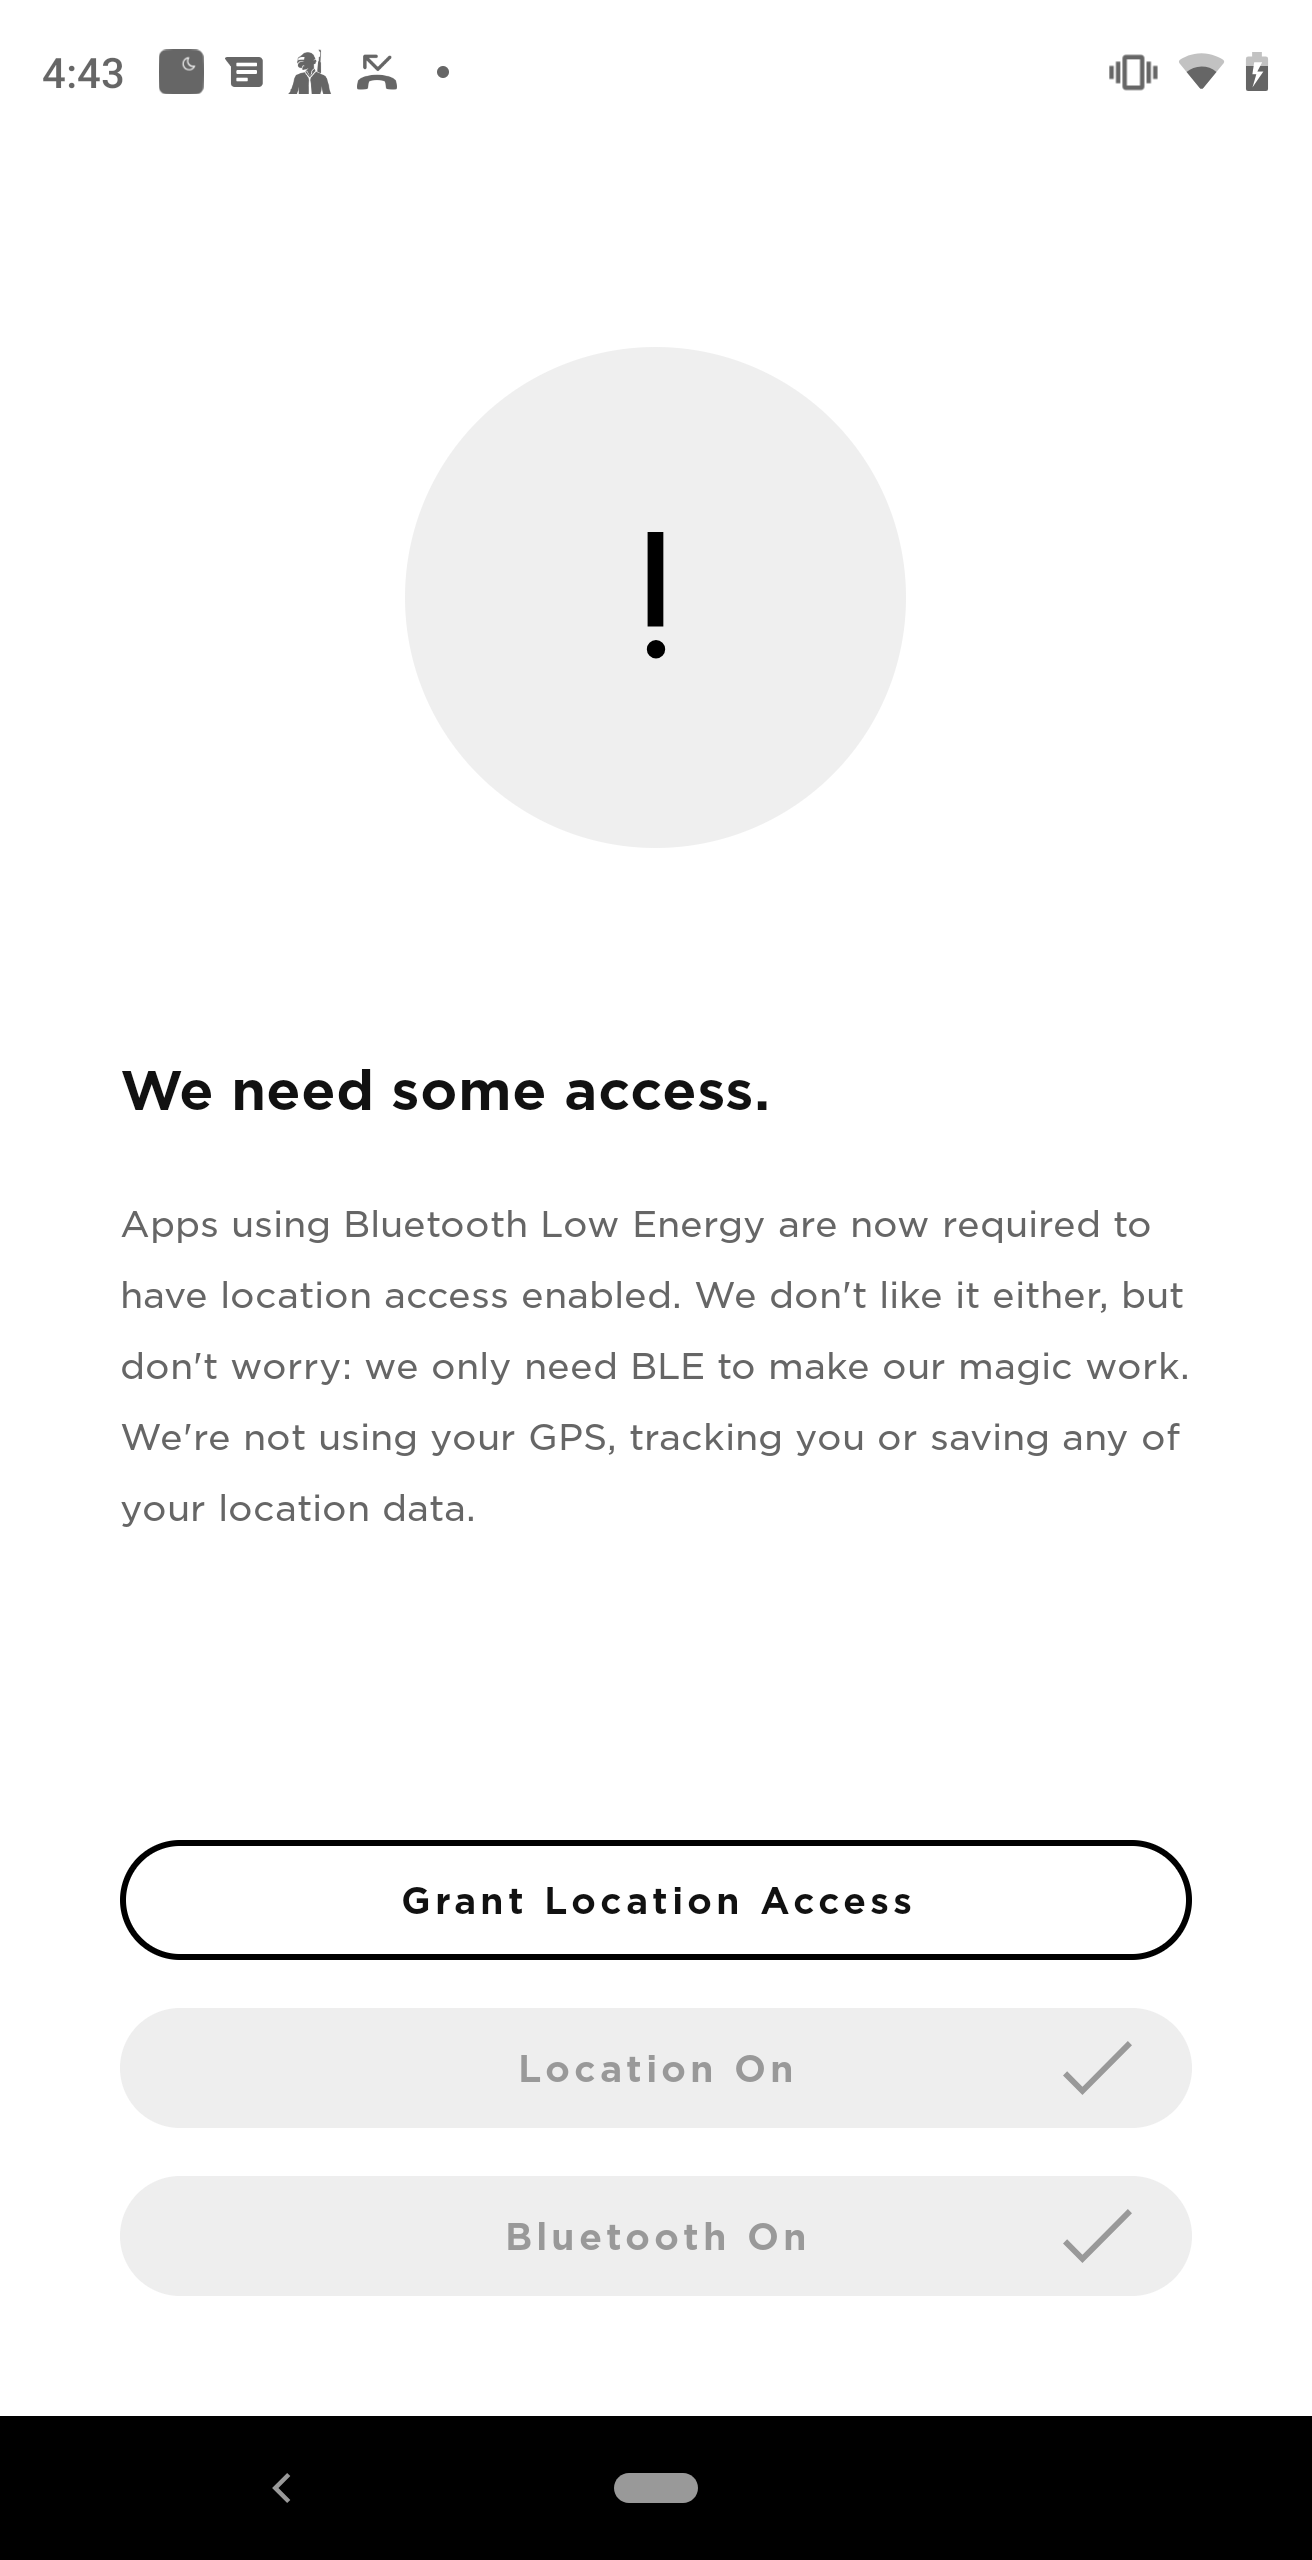 4:43
We need some access.
Apps using Bluetooth Low Energy are now required to
have location access enabled. We don't like it either, but
don't worry: we only need BLE to make our magic work.
We're not using your GPS, tracking you or saving any of
your location data.
Grant Location Access
Location On
Bluetooth On